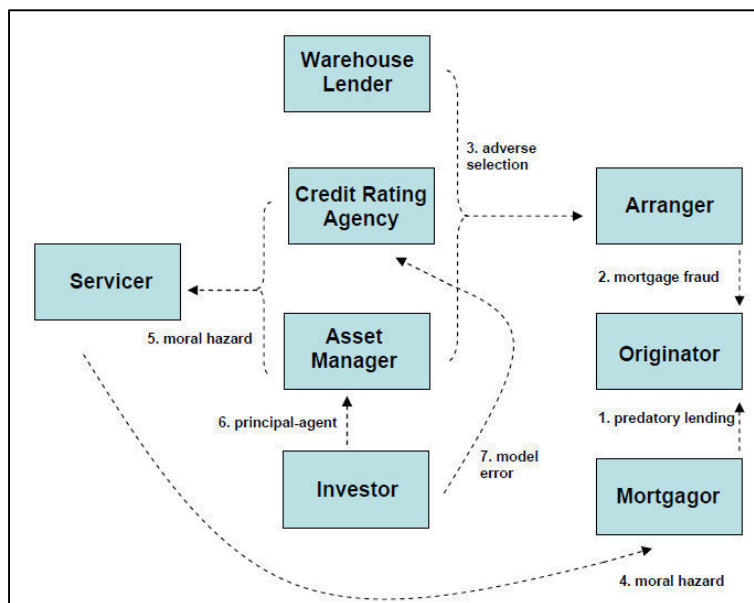 Warehouse
Lender
3. adverse
selection
Credit Rating
Agency
Arranger
Servicer
2. mortgage fraud
5. moral hazard
Asset
Manager
Originator
6. principal-agent
1. predatory lending
7. model
error
Investor
Mortgagor
4. moral hazard